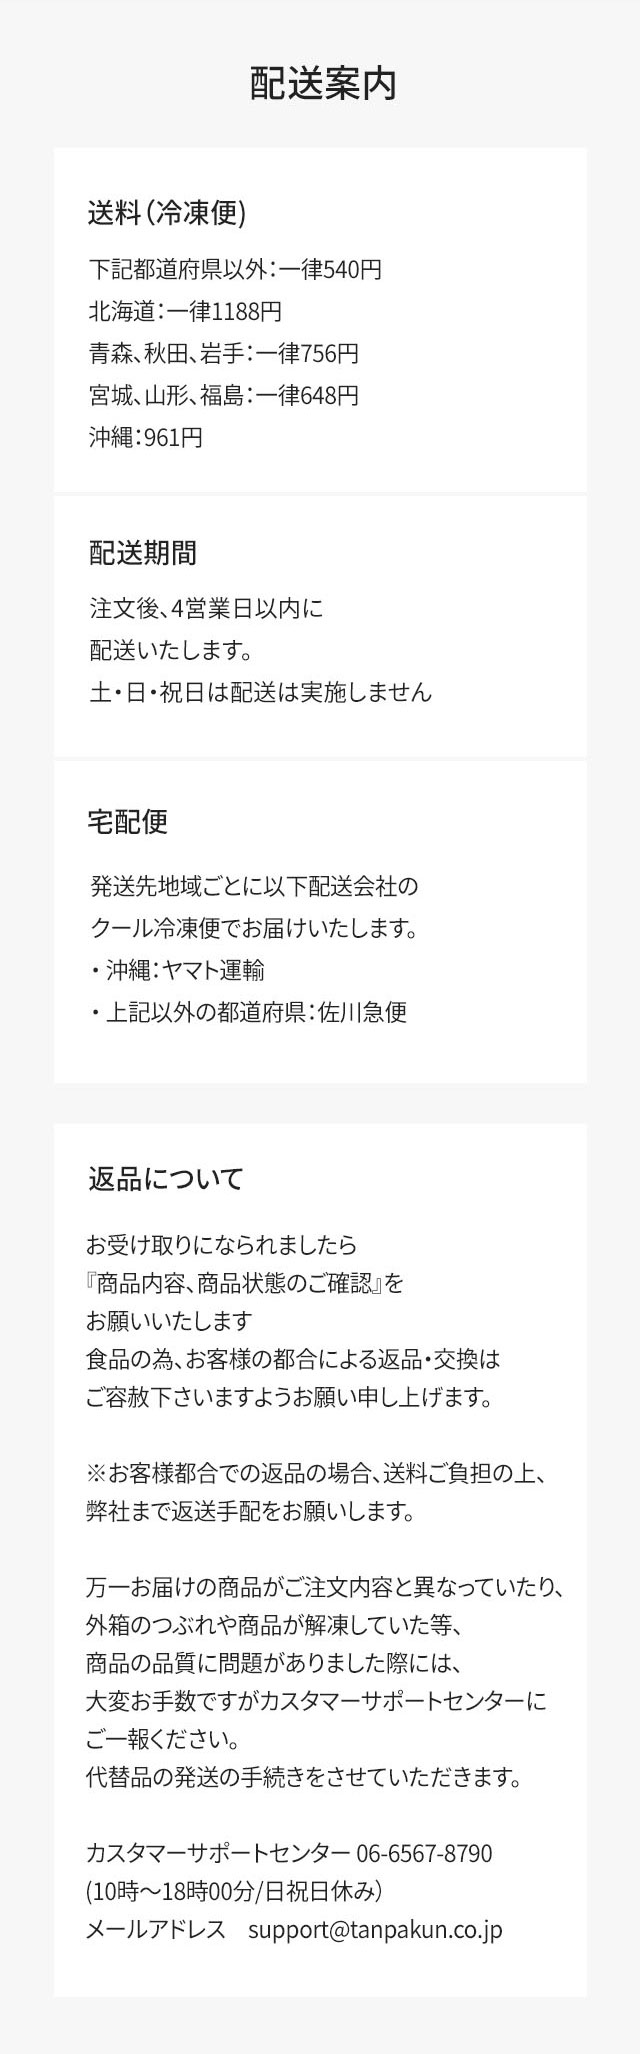 配送案内
送料(冷凍便)
下記都道府県以外:一律540円
北海道:一律1188円
青森、秋田、岩手:一律756円
宮城、山形、福島:一律648円
沖縄:961円
配送期間
注文後、4営業日以内に
配送いたします。
土・日・祝日は配送は実施しません
宅配便
発送先地域ごとに以下配送会社の
クール冷凍便でお届けいたします。
・ 沖縄:ヤマト運輸
・ 上記以外の都道府県:佐川急便
返品について
お受け取りになられましたら
『商品内容、商品状態のご確認』を
お願いいたします
食品の為、お客様の都合による返品・交換は
ご容赦下さいますようお願い申し上げます。
※お客様都合での返品の場合、送料ご負担の上、
弊社まで返送手配をお願いします。
万一お届けの商品がご注文内容と異なっていたり、
外箱のつぶれや商品が解凍していた等、
商品の品質に問題がありました際には、
大変お手数ですがカスタマーサポートセンターに
ご一報ください。
代替品の発送の手続きをさせていただきます。
カスタマーサポートセンター 06-6567-8790
(10時～18時00分/日祝日休み）
メールアドレス　support@tanpakun.co.jp